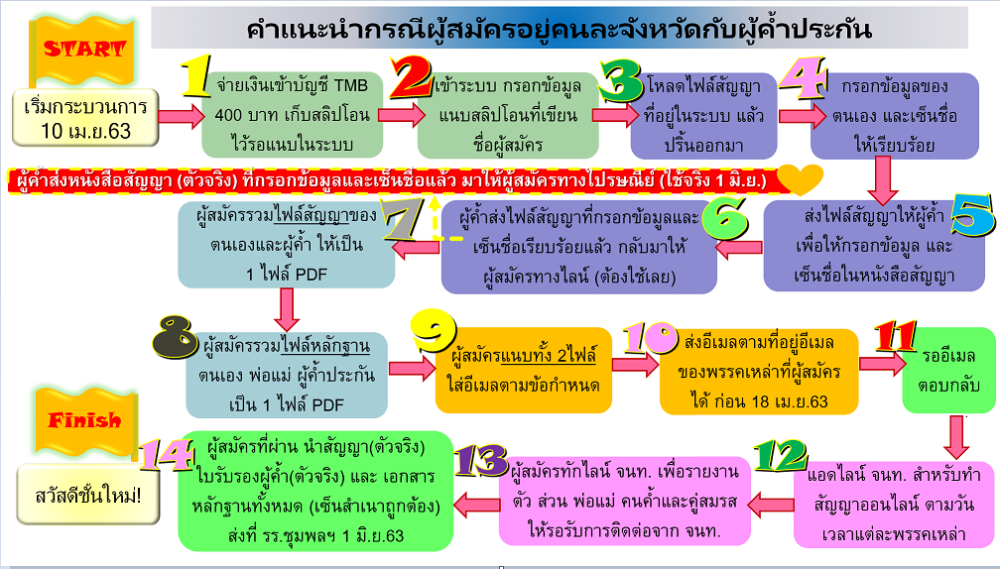 คำแนะนำกรณีผู้สมัครอยู่คนละจังหวัดกับผู้ค้ำประกัน
START
เริ่มกระบวนการ
10 เม.ย.63
1
จ่ายเงินเข้าบัญชี TMB
400 บาท เก็บสลิปโอน
ไว้รอแนบในระบบ
2
เข้าระบบ กรอกข้อมูล
แนบสลิปโอนที่เขียน
ชื่อผู้สมัคร
3
โหลดไฟล์สัญญา
ที่อยู่ในระบบ แล้ว
ปริ้นออกมา
4
กรอกข้อมูลของ
ตนเอง และเซ็นชื่อ
ให้เรียบร้อย
ผู้ค้ำส่งหนังสือสัญญา (ตัวจริง) ที่กรอกข้อมูลและเซ็นชื่อแล้ว มาให้ผู้สมัครทางไปรษณีย์ (ใช้จริง 1 มิ.ย.)
5
ส่งไฟล์สัญญาให้ผู้ค้ำ
เพื่อให้กรอกข้อมูล และ
เซ็นชื่อในหนังสือสัญญา
6
ผู้ค้ำส่งไฟล์สัญญาที่กรอกข้อมูลและ
เซ็นชื่อเรียบร้อยแล้ว กลับมาให้
ผู้สมัครทางไลน์ (ต้องใช้เลย)
7
ผู้สมัครรวมไฟล์สัญญาของ
ตนเองและผู้ค้ำ ให้เป็น
1 ไฟล์ PDF
8
ผู้สมัครรวมไฟล์หลักฐาน
ตนเอง พ่อแม่ ผู้ค้ำประกัน
เป็น 1 ไฟล์ PDF
9
ผู้สมัครแนบทั้ง 2ไฟล์
ใส่อีเมลตามข้อกำหนด
10
ส่งอีเมลตามที่อยู่อีเมล
ของพรรคเหล่าที่ผู้สมัคร
ได้ ก่อน 18 เม.ย.63
11
รออีเมล
ตอบกลับ
12
แอดไลน์ จนท. สำหรับทำ
สัญญาออนไลน์ ตามวัน
เวลาแต่ละพรรคเหล่า
13
ผู้สมัครทักไลน์ จนท. เพื่อรายงาน
ตัว ส่วน พ่อแม่ คนค้ำและคู่สมรส
ให้รอรับการติดต่อจาก จนท.
14
ผู้สมัครที่ผ่าน นำสัญญา(ตัวจริง)
ใบรับรองผู้ค้ำ(ตัวจริง) และ เอกสาร
หลักฐานทั้งหมด (เซ็นสำเนาถูกต้อง)
ส่งที่ รร.ชุมพลฯ 1 มิ.ย.63
Finish
สวัสดีชั้นใหม่!